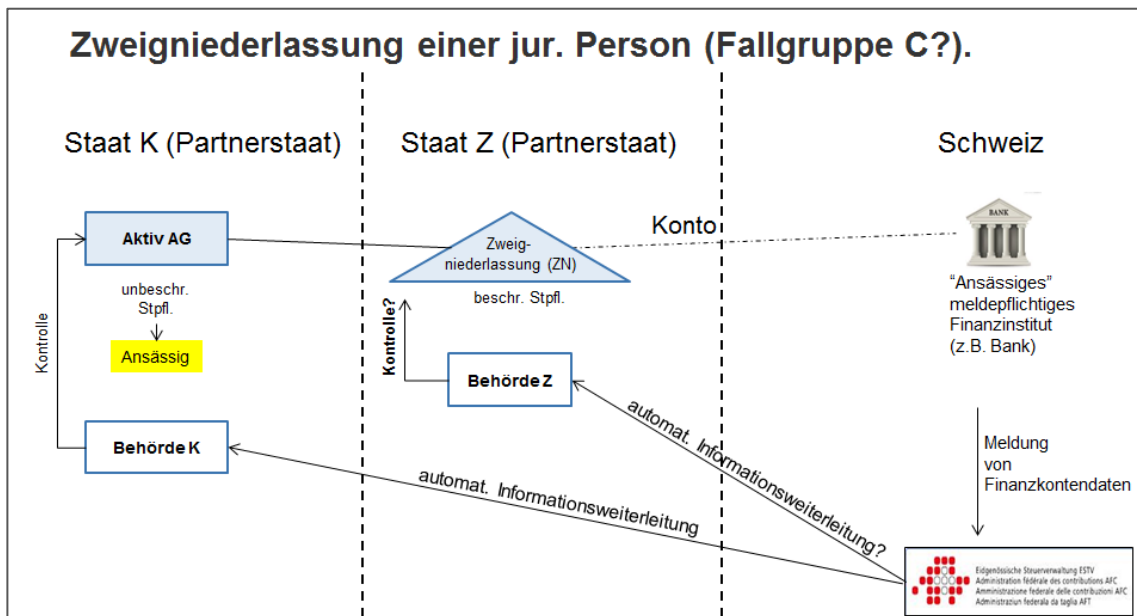 Zweigniederlassung einer jur. Person (Fallgruppe C?).
Staat K (Partnerstaat)
Staat Z (Partnerstaat)
Schweiz
Aktiv AG
Zweig-
niederlassung (ZN)
Konto
BANK
unbeschr.
Stpfl.
beschr. Stpfl.
"Ansässiges"
meldepflichtiges
Finanzinstitut
(z.B. Bank)
Kontrolle
Ansässig
Kontrolle?
Behörde Z
Behörde K
automat. Informationsweiterleitung
automat. Informationsweiterleitung?
Meldung
von
Finanzkontendaten
Eidgenössische Steuerverwaltung ESTV
Administration fédérale des contributions AFC
Amministrazione federale delle contribuzioni AFC
Administraziun federala da taglia AFT